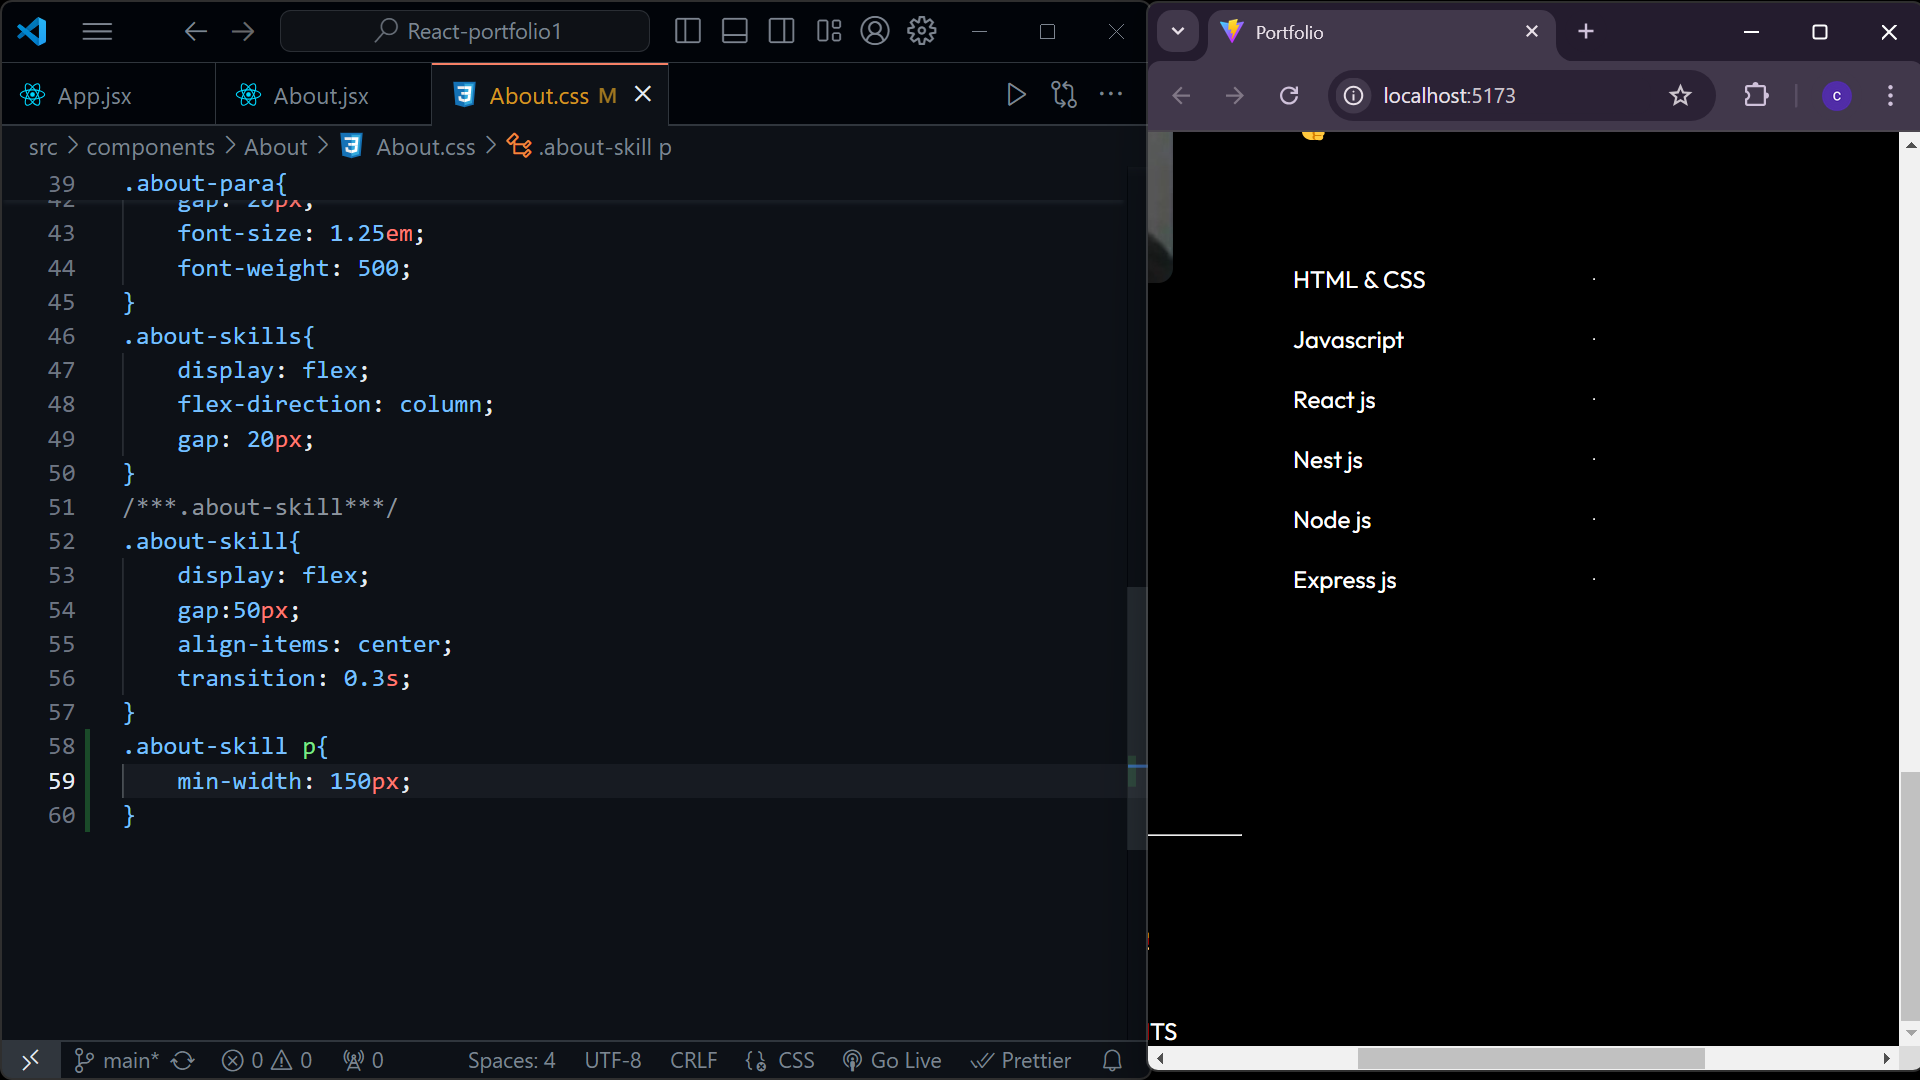 React-portfolio1
App.jsx
About.jsx
About.css M
src > components > About > About.css > .about-skill p
39 .about-para{
42 gap: 20px;
43 font-size: 1.25em;
44 font-weight: 500;
45 }
46 .about-skills{
47 display: flex;
48 flex-direction: column;
49 gap: 20px;
50 }
51 /***.about-skill***/
52 .about-skill{
53 display: flex;
54 gap:50px;
55 align-items: center;
56 transition: 0.3s;
57 }
58 .about-skill p{
59 min-width: 150px;
60 }
main* 0 0 0 Spaces: 4 UTF-8 CRLF {} CSS Go Live Prettier
Portfolio
localhost:5173
c
HTML & CSS
Javascript
React js
Nest js
Node js
Express js
TS